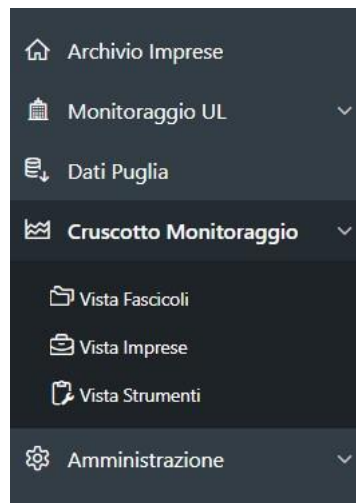 Archivio Imprese
Monitoraggio UL
Dati Puglia
Cruscotto Monitoraggio
Vista Fascicoli
Vista Imprese
Vista Strumenti
Amministrazione